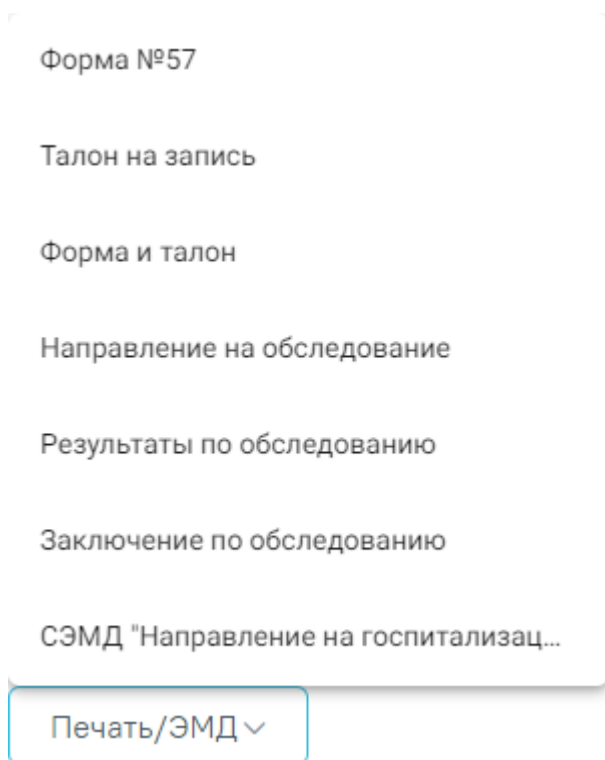 Форма №57
Талон на запись
Форма и талон
Направление на обследование
Результаты по обследованию
Заключение по обследованию
СЭМД "Направление на госпитализац...
Печать/ЭМД